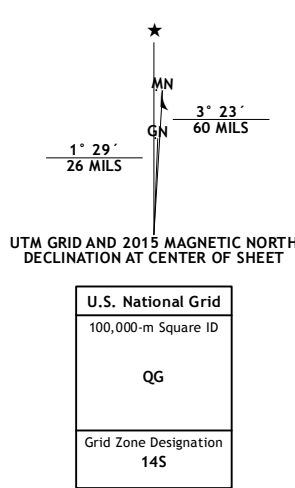 ★
MN
3° 23´
60 MILS
GN
1° 29´
26 MILS
UTM GRID AND 2015 MAGNETIC NORTH
DECLINATION AT CENTER OF SHEET
U.S. National Grid
100,000-m Square ID
QG
Grid Zone Designation
14S